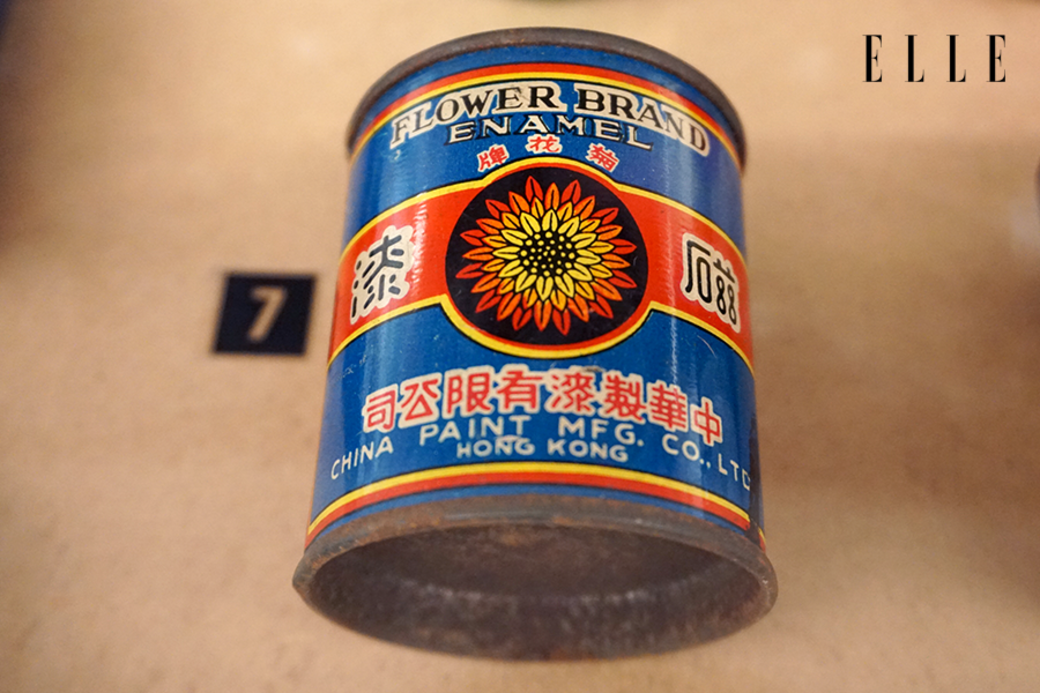 ELLE
FLOWER BRAND
ENAMEL
菊花牌
磁漆
7
中華製漆有限公司
CHINA PAINT MFG. CO., LTD
HONG KONG